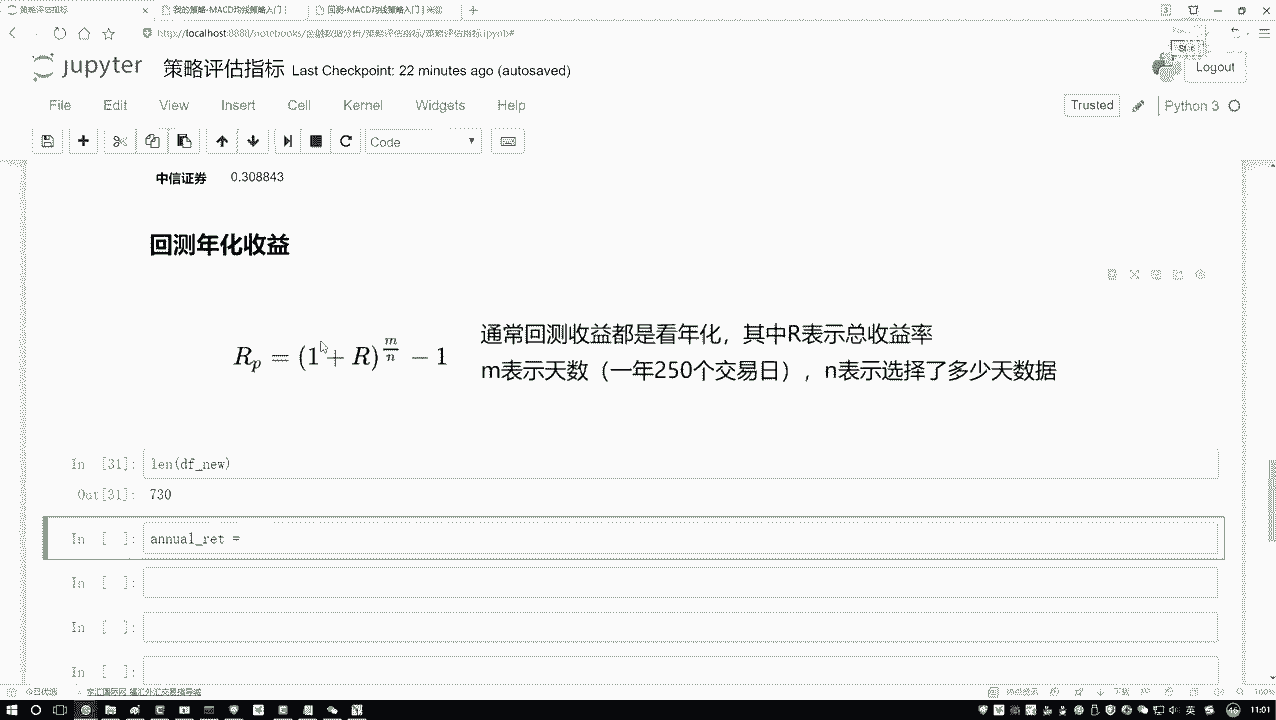 策略评估指标
我的策略-MACD均线策略入门
回测-MACD均线策略入门
http://localhost:8888/notebooks/金融数据分析/策略评估指标/策略评估指标.ipynb#
jupyter 策略评估指标 Last Checkpoint: 22 minutes ago (autosaved)
Logout
File Edit View Insert Cell Kernel Widgets Help
Trusted Python 3
Code
中信证券 0.308843
回测年化收益
R_p = (1 + R)^{m/n} − 1
通常回测收益都是看年化，其中R表示总收益率
m表示天数（一年250个交易日），n表示选择了多少天数据
In [31]: len(df_new)
Out[31]: 730
In [ ]: annual_ret =
In [ ]:
In [ ]:
In [ ]:
100%
英
11:01